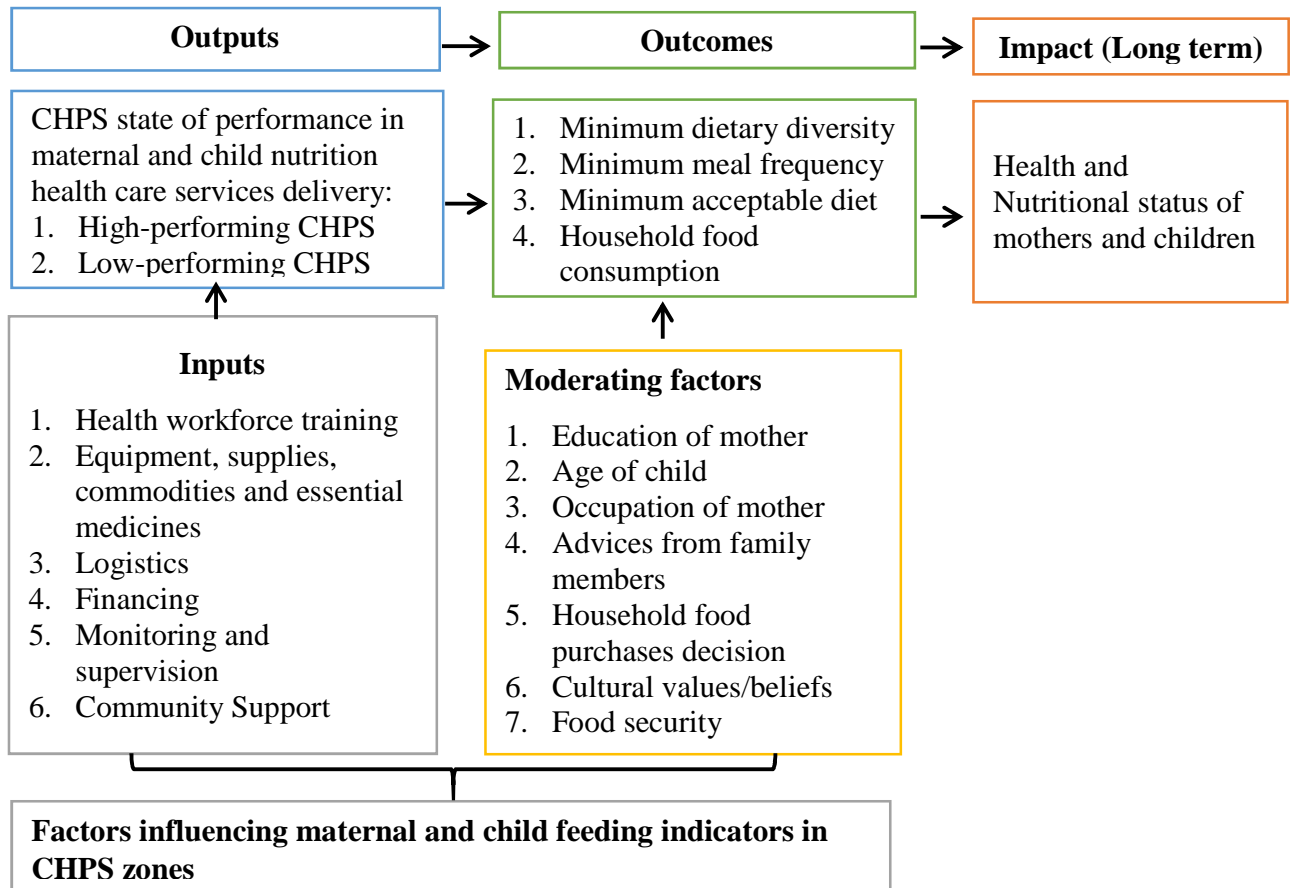 Outputs
Outcomes
Impact (Long term)
CHPS state of performance in
maternal and child nutrition
health care services delivery:
1. High-performing CHPS
2. Low-performing CHPS
1. Minimum dietary diversity
2. Minimum meal frequency
3. Minimum acceptable diet
4. Household food
consumption
Health and
Nutritional status of
mothers and children
Inputs
1. Health workforce training
2. Equipment, supplies,
commodities and essential
medicines
3. Logistics
4. Financing
5. Monitoring and
supervision
6. Community Support
Moderating factors
1. Education of mother
2. Age of child
3. Occupation of mother
4. Advices from family
members
5. Household food
purchases decision
6. Cultural values/beliefs
7. Food security
Factors influencing maternal and child feeding indicators in
CHPS zones